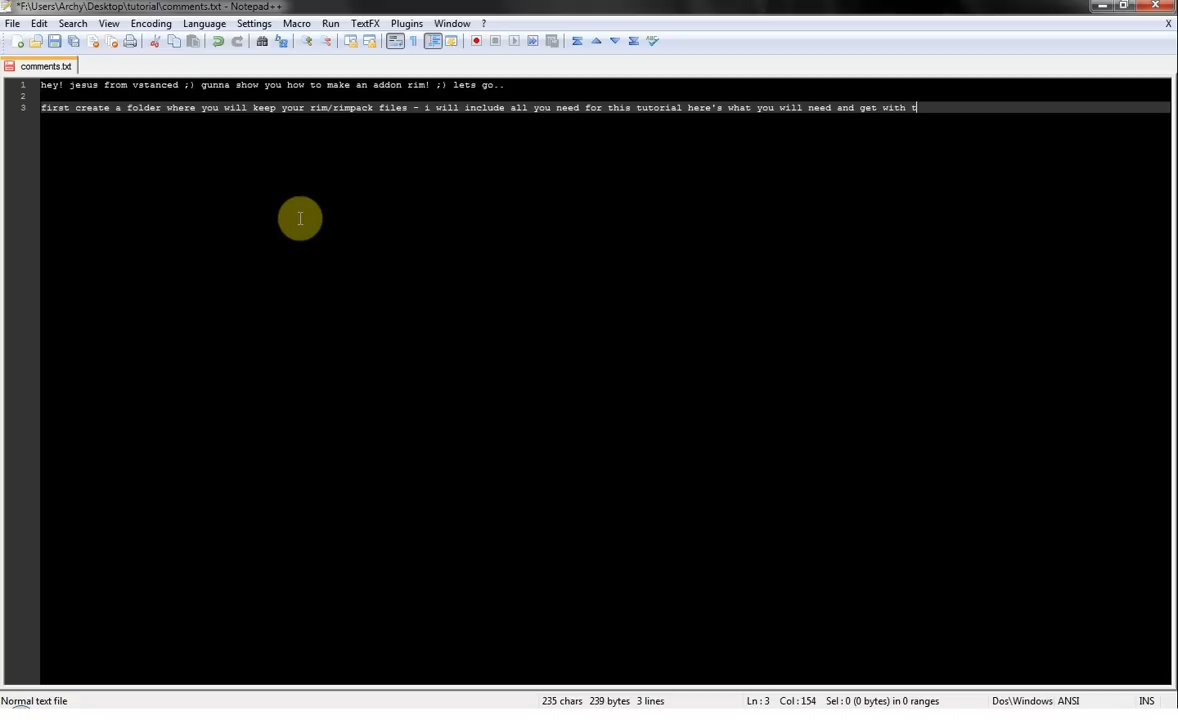 *F:\Users\Archy\Desktop\tutorial\comments.txt - Notepad++
File Edit Search View Encoding Language Settings Macro Run TextFX Plugins Window ? X
comments.txt
1 hey! jesus from vstanced ;) gunna show you how to make an addon rim! ;) lets go..
2
3 first create a folder where you will keep your rim/rimpack files - i will include all you need for this tutorial here's what you will need and get with t
Normal text file 235 chars 239 bytes 3 lines Ln : 3 Col : 154 Sel : 0 (0 bytes) in 0 ranges Dos\Windows ANSI INS